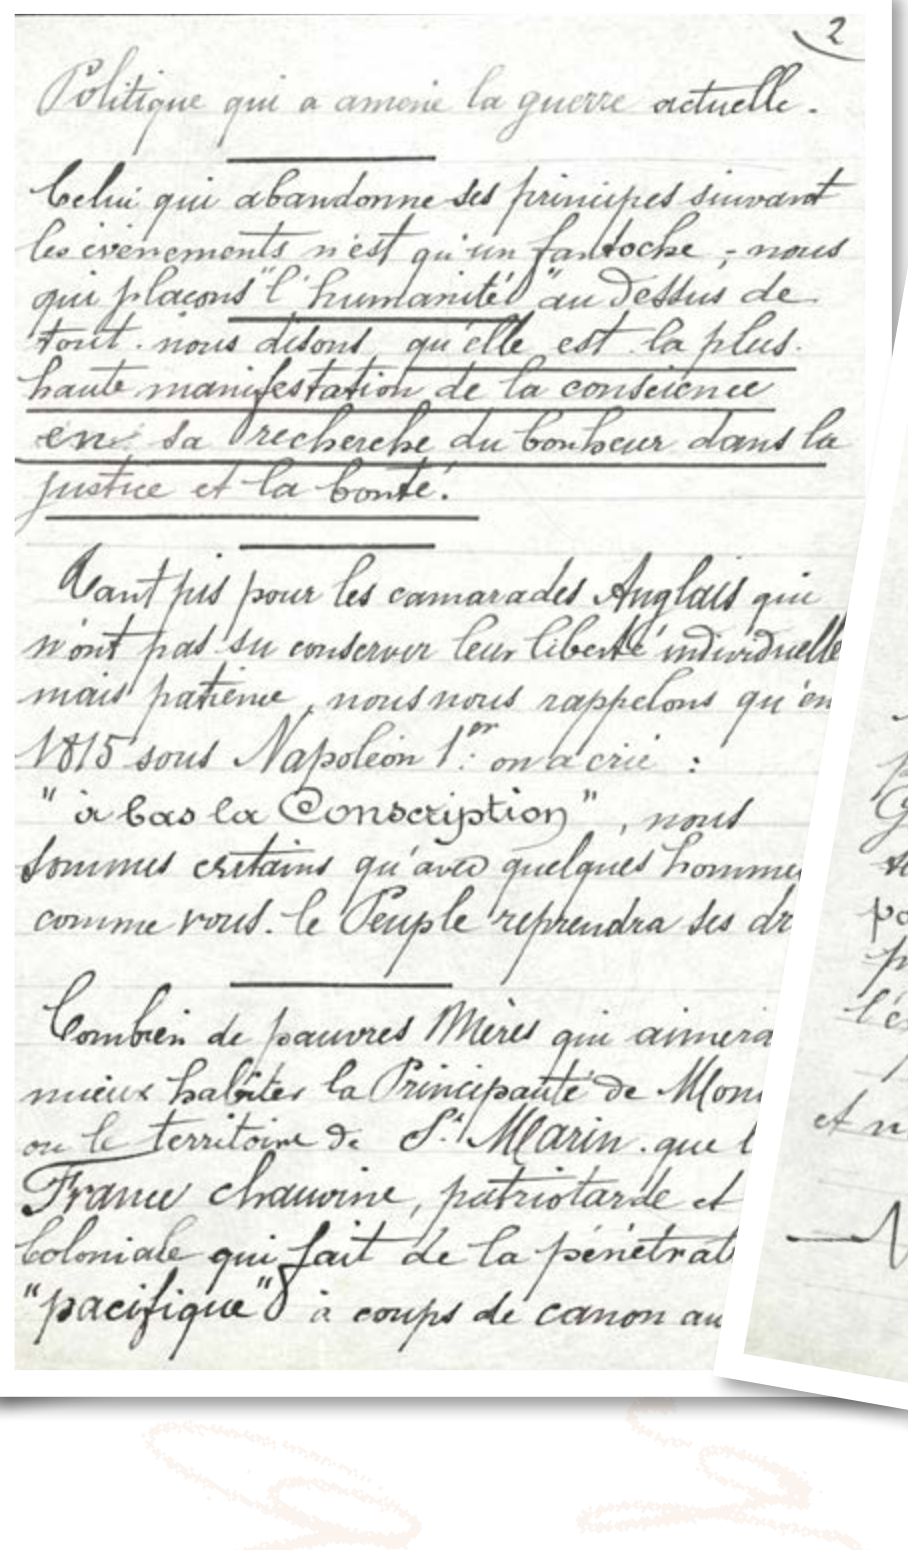 2
Politique qui a amené la guerre actuelle.
Celui qui abandonne ses principes suivant
les évènements n'est qu'un fantoche ; nous
qui plaçons "l'humanité" au dessus de
tout. nous disons qu'elle est la plus
haute manifestation de la conscience
en sa recherche du bonheur dans la
justice et la bonté.
Tant pis pour les camarades Anglais qui
n'ont pas su conserver leur liberté individuelle
mais patience, nous nous rappelons qu'en
1815 sous Napoléon 1er on a crié :
"à bas la Conscription", nous
sommes certains qu'avec quelques homme
comme vous. le Peuple reprendra ses dr
Combien de pauvres Mères qui aimera
mieux habiter la Principauté de Mon
ou le territoire de St Marin. que l
France chauvine, patriotarde et
Coloniale qui fait de la pénétrat
"pacifique" à coups de canon au
l'é
et n